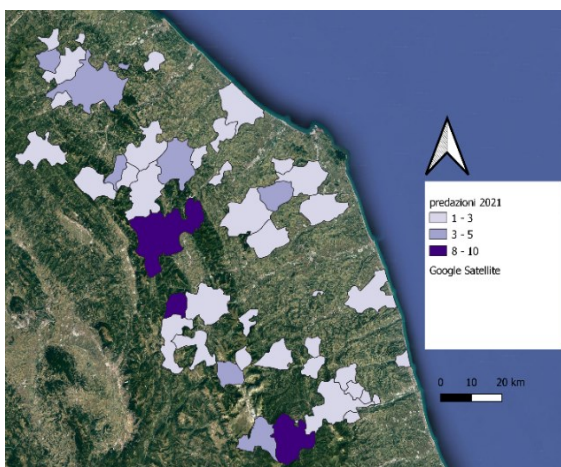 predazioni 2021
1 - 3
3 - 5
8 - 10
Google Satellite
0 10 20 km